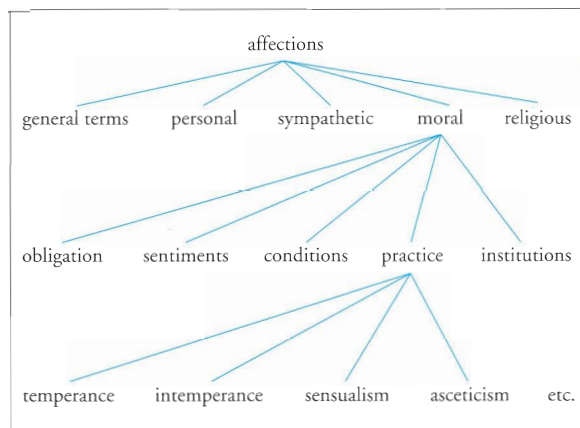 affections
general terms personal sympathetic moral religious
obligation sentiments conditions practice institutions
temperance intemperance sensualism asceticism etc.